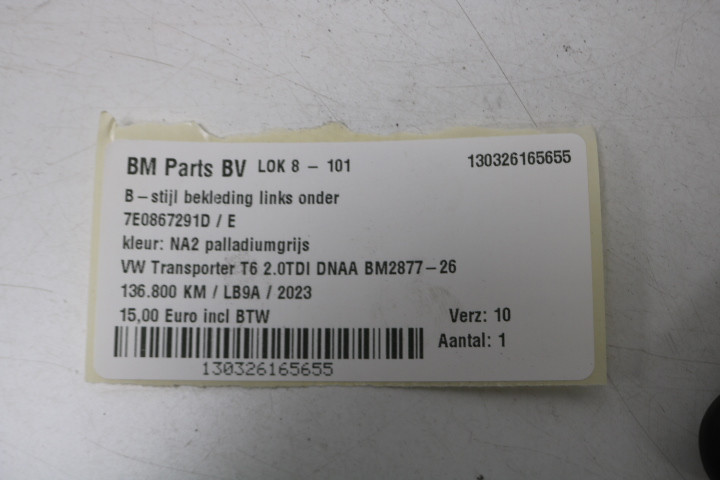 BM Parts BV LOK 8 - 101 130326165655
B-stijl bekleding links onder
7E0867291D / E
kleur: NA2 palladiumgrijs
VW Transporter T6 2.0TDI DNAA BM2877-26
136.800 KM / LB9A / 2023
15,00 Euro incl BTW Verz: 10
Aantal: 1
130326165655